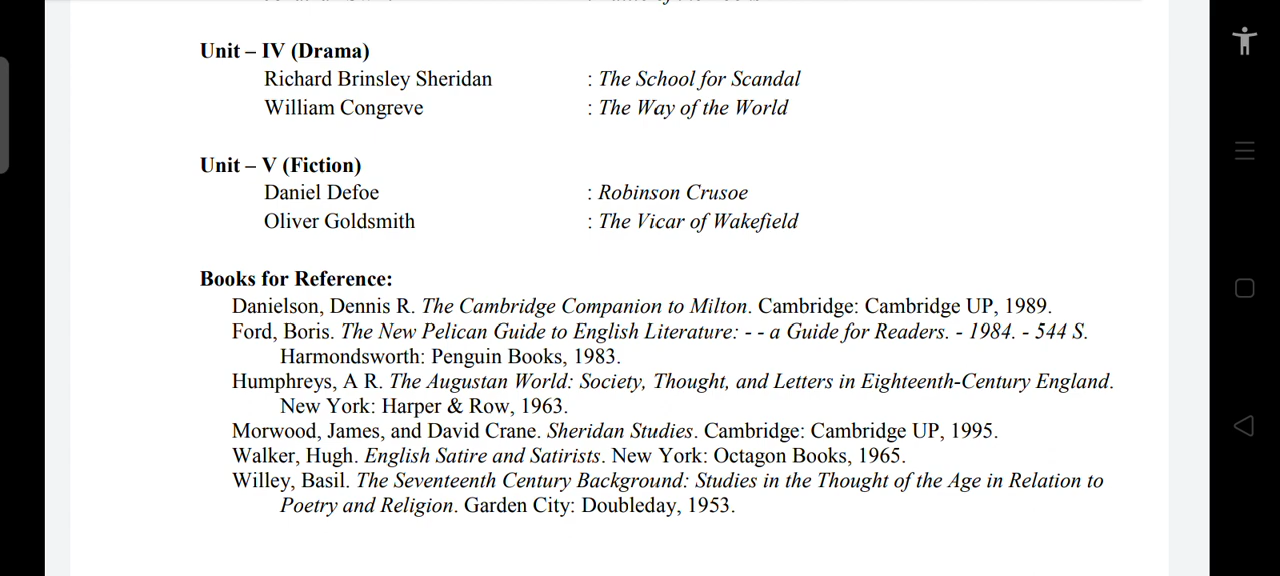 Unit – IV (Drama)
Richard Brinsley Sheridan : The School for Scandal
William Congreve : The Way of the World
Unit – V (Fiction)
Daniel Defoe : Robinson Crusoe
Oliver Goldsmith : The Vicar of Wakefield
Books for Reference:
Danielson, Dennis R. The Cambridge Companion to Milton. Cambridge: Cambridge UP, 1989.
Ford, Boris. The New Pelican Guide to English Literature: - - a Guide for Readers. - 1984. - 544 S.
Harmondsworth: Penguin Books, 1983.
Humphreys, A R. The Augustan World: Society, Thought, and Letters in Eighteenth-Century England.
New York: Harper & Row, 1963.
Morwood, James, and David Crane. Sheridan Studies. Cambridge: Cambridge UP, 1995.
Walker, Hugh. English Satire and Satirists. New York: Octagon Books, 1965.
Willey, Basil. The Seventeenth Century Background: Studies in the Thought of the Age in Relation to
Poetry and Religion. Garden City: Doubleday, 1953.